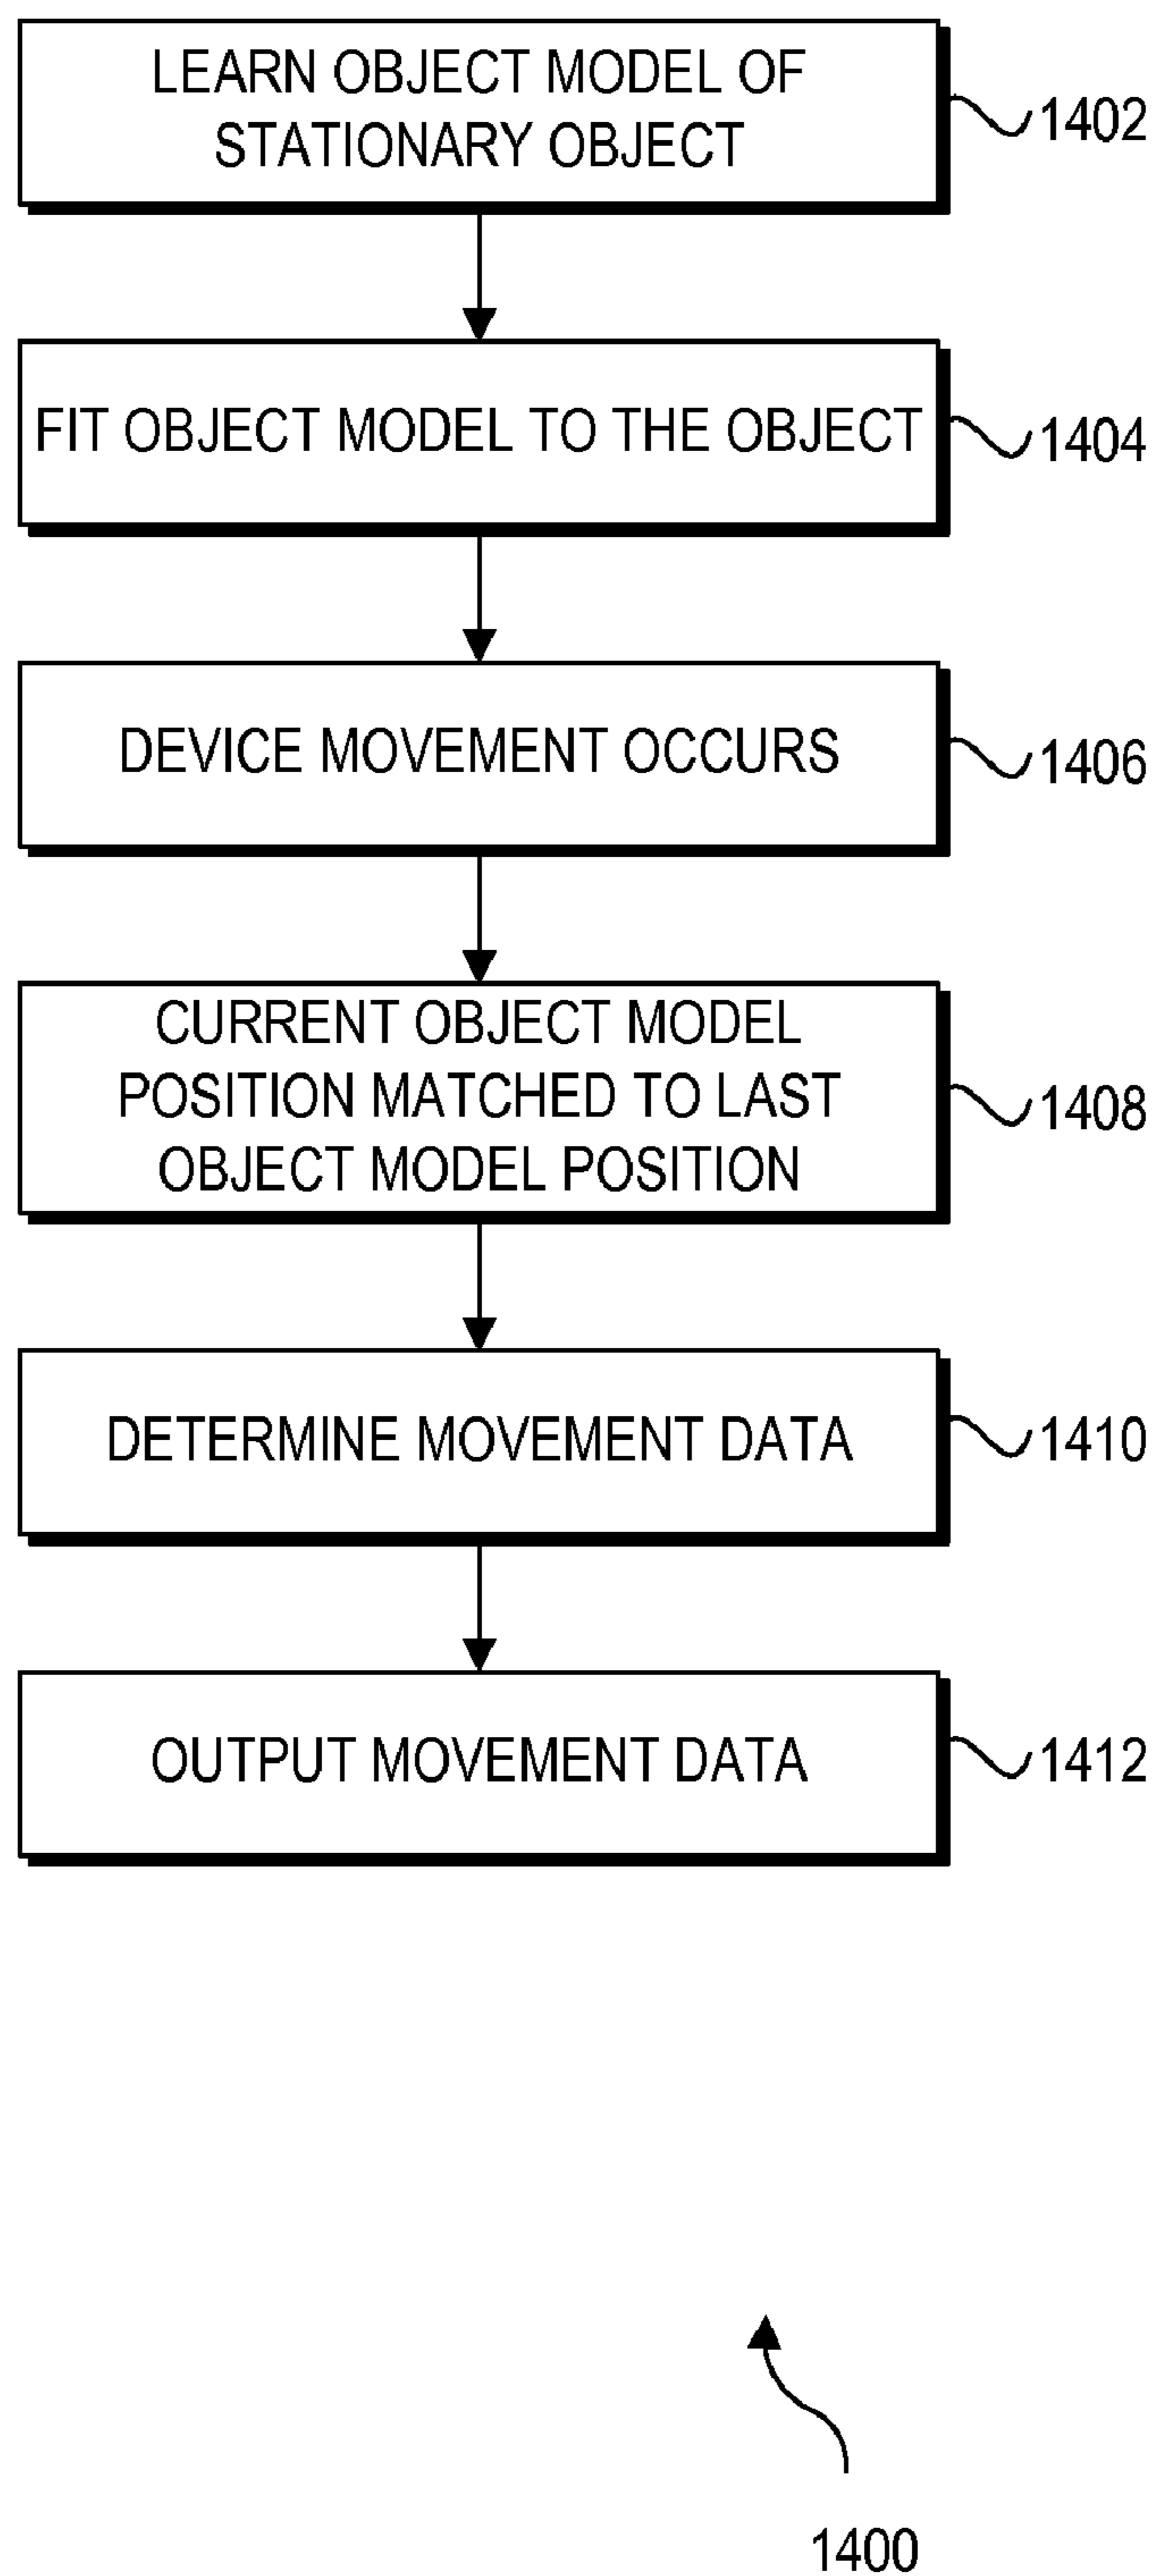 LEARN OBJECT MODEL OF
STATIONARY OBJECT
1402
FIT OBJECT MODEL TO THE OBJECT
1404
DEVICE MOVEMENT OCCURS
1406
CURRENT OBJECT MODEL
POSITION MATCHED TO LAST
OBJECT MODEL POSITION
1408
DETERMINE MOVEMENT DATA
1410
OUTPUT MOVEMENT DATA
1412
1400